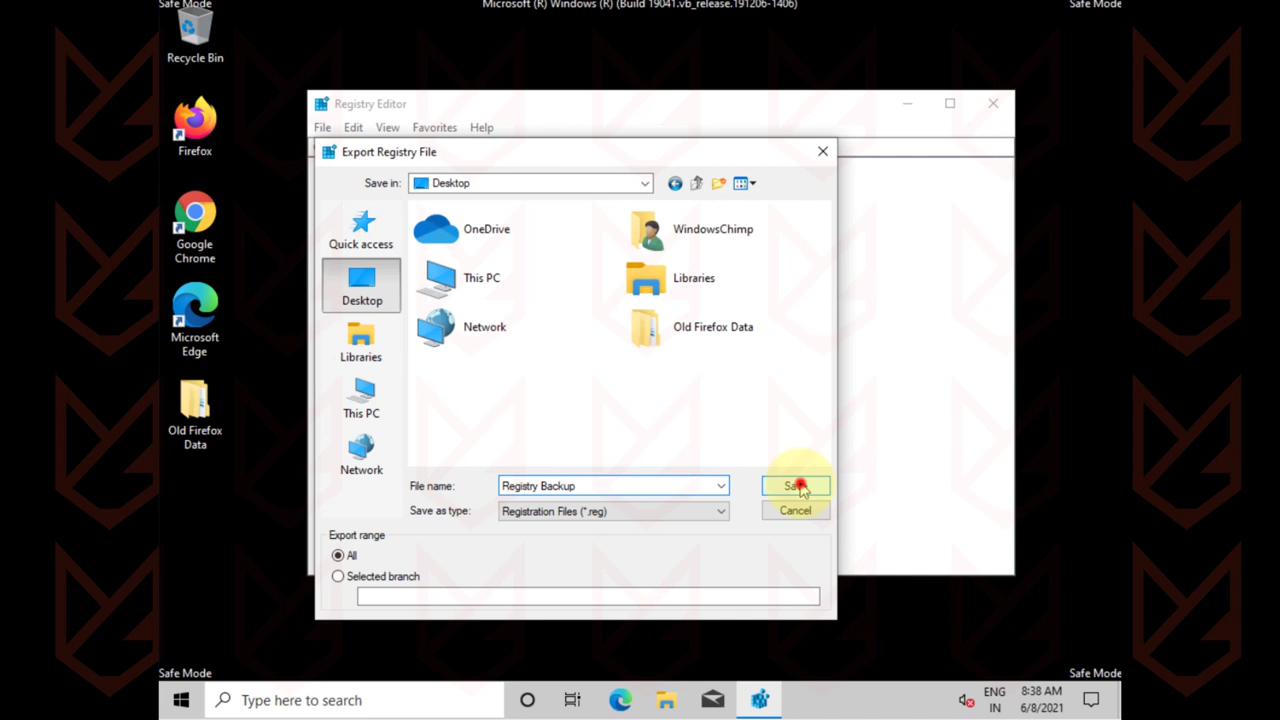 Safe Mode
Microsoft (R) Windows (R) (Build 19041.vb_release.191206-1406)
Safe Mode
Recycle Bin
Firefox
Google
Chrome
Microsoft
Edge
Old Firefox
Data
Registry Editor
File Edit View Favorites Help
Export Registry File
Save in:
Desktop
Quick access
Desktop
Libraries
This PC
Network
OneDrive
WindowsChimp
This PC
Libraries
Network
Old Firefox Data
File name:
Registry Backup
Save as type:
Registration Files (*.reg)
Cancel
Export range
All
Selected branch
Safe Mode
Safe Mode
Type here to search
ENG
IN
8:38 AM
6/8/2021